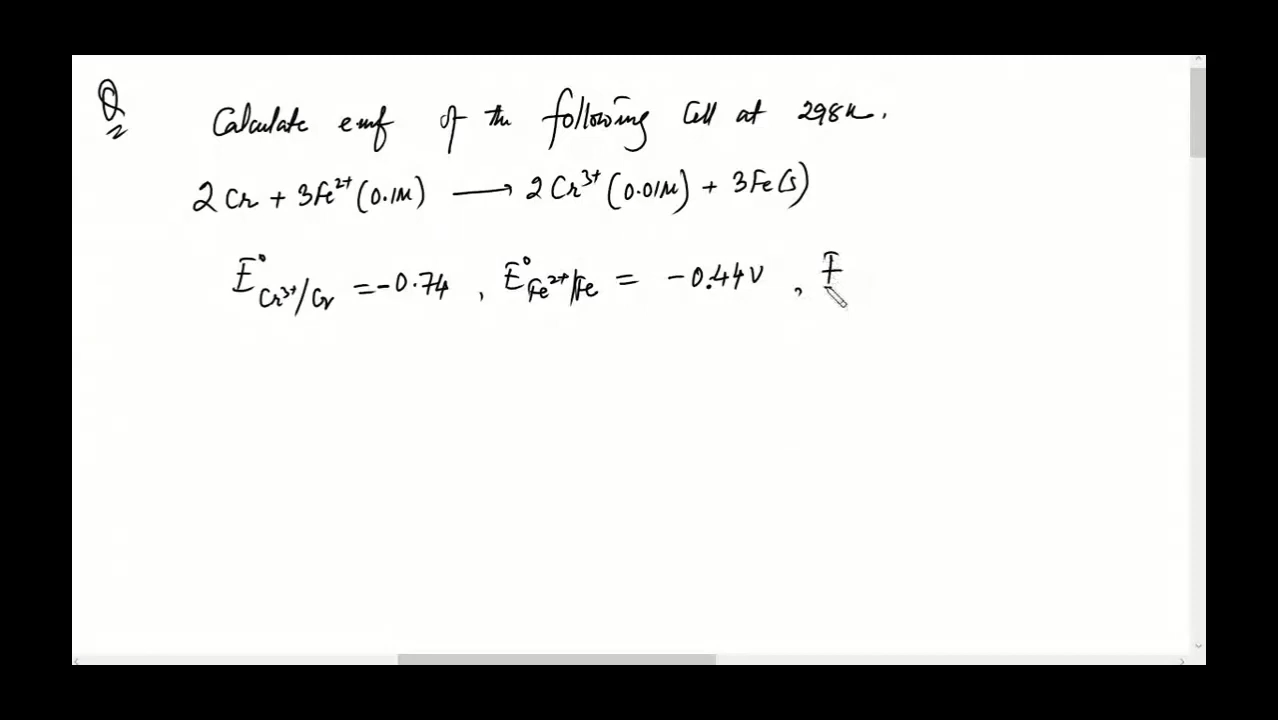 Q Calculate emf of the following Cell at 298K.
2Cr + 3Fe²⁺ (0.1M) ⟶ 2Cr³⁺ (0.01M) + 3Fe(s)
E°Cr³⁺/Cr = -0.74 , E°Fe²⁺/Fe = -0.44V , F